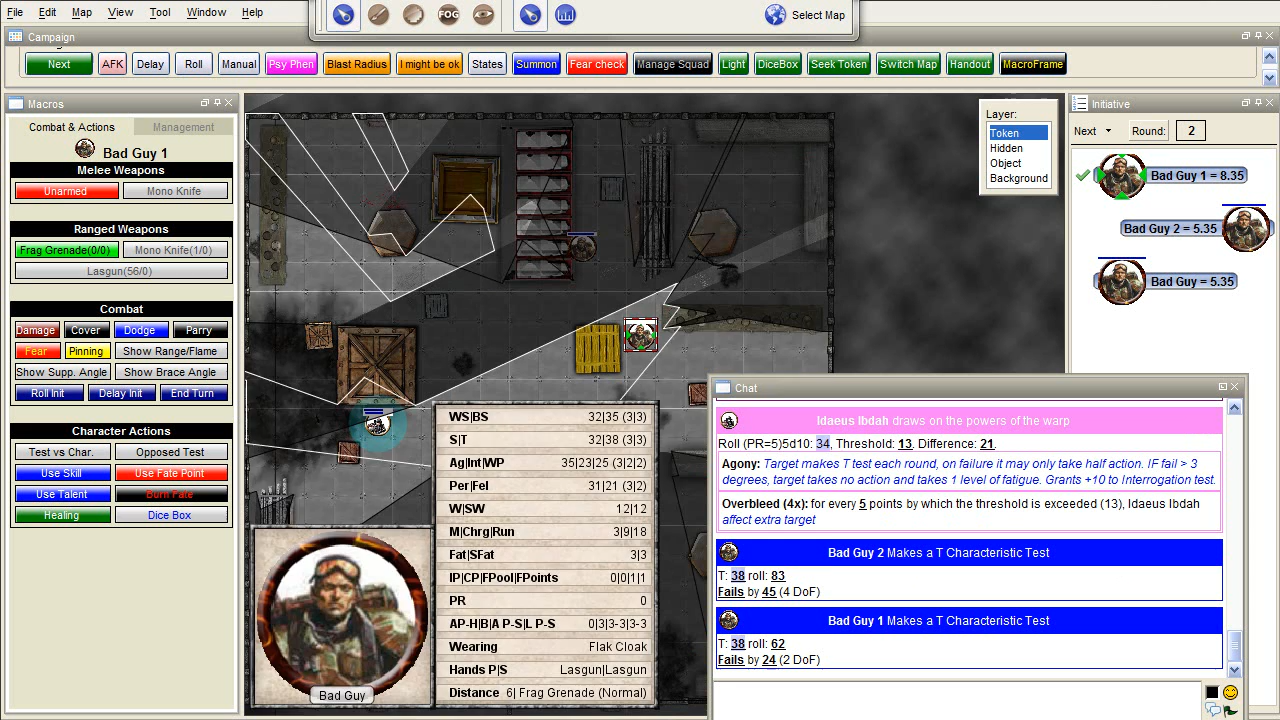 File Edit Map View Tool Window Help
FOG
Select Map
Campaign
Next AFK Delay Roll Manual Psy Phen Blast Radius I might be ok States Summon Fear check Manage Squad Light DiceBox Seek Token Switch Map Handout MacroFrame
Macros
Combat & Actions Management
Bad Guy 1
Melee Weapons
Unarmed Mono Knife
Ranged Weapons
Frag Grenade(0/0) Mono Knife(1/0)
Lasgun(56/0)
Combat
Damage Cover Dodge Parry
Fear Pinning Show Range/Flame
Show Supp. Angle Show Brace Angle
Roll Init Delay Init End Turn
Character Actions
Test vs Char. Opposed Test
Use Skill Use Fate Point
Use Talent Burn Fate
Healing Dice Box
Layer:
Token
Hidden
Object
Background
Initiative
Next Round: 2
Bad Guy 1 = 8.35
Bad Guy 2 = 5.35
Bad Guy = 5.35
WS|BS 32|35 (3|3)
S|T 32|38 (3|3)
Ag|Int|WP 35|23|25 (3|2|2)
Per|Fel 31|21 (3|2)
W|SW 12|12
M|Chrg|Run 3|9|19
Fat|SFat 3|3
IP|CP|FPool|FPoints 0|0|1|1
PR 0
AP-H|B|A P-S|L P-S 0|3|3-3|3-3
Wearing Flak Cloak
Hands P|S Lasgun|Lasgun
Distance 6| Frag Grenade (Normal)
Bad Guy
Chat
Idaeus Ibdah draws on the powers of the warp
Roll (PR=5)5d10: 34, Threshold: 13, Difference: 21.
Agony: Target makes T test each round, on failure it may only take half action. IF fail > 3
degrees, target takes no action and takes 1 level of fatigue. Grants +10 to Interrogation test.
Overbleed (4x): for every 5 points by which the threshold is exceeded (13), Idaeus Ibdah
affect extra target
Bad Guy 2 Makes a T Characteristic Test
T: 38 roll: 83
Fails by 45 (4 DoF)
Bad Guy 1 Makes a T Characteristic Test
T: 38 roll: 62
Fails by 24 (2 DoF)